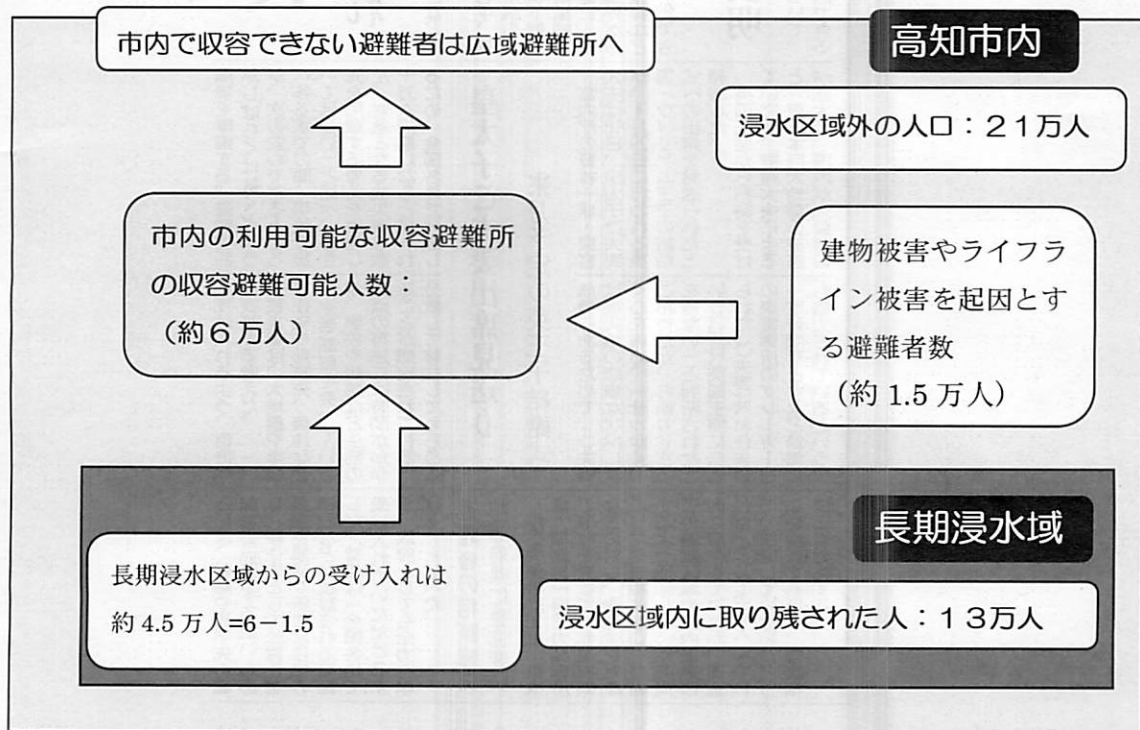 市内で収容できない避難者は広域避難所へ
高知市内
浸水区域外の人口：２１万人
市内の利用可能な収容避難所
の収容避難可能人数：
（約６万人）
建物被害やライフラ
イン被害を起因とす
る避難者数
（約 1.5 万人）
長期浸水域
長期浸水区域からの受け入れは
約 4.5 万人=6－1.5
浸水区域内に取り残された人：１３万人